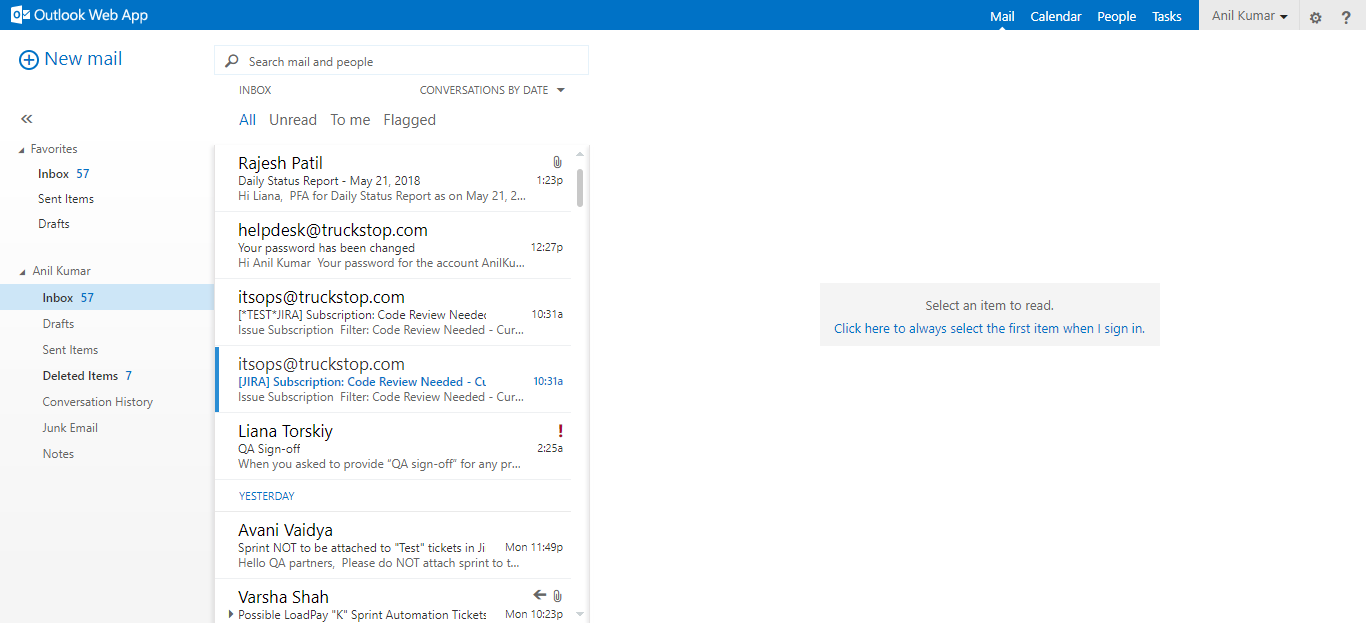 Outlook Web App
Mail Calendar People Tasks Anil Kumar ?
New mail
Search mail and people
INBOX CONVERSATIONS BY DATE
All Unread To me Flagged
Favorites
Inbox 57
Sent Items
Drafts
Anil Kumar
Inbox 57
Drafts
Sent Items
Deleted Items 7
Conversation History
Junk Email
Notes
Rajesh Patil
Daily Status Report - May 21, 2018 1:23p
Hi Liana, PFA for Daily Status Report as on May 21, 2...
helpdesk@truckstop.com
Your password has been changed 12:27p
Hi Anil Kumar Your password for the account AnilKu...
itsops@truckstop.com
[*TEST*JIRA] Subscription: Code Review Needed 10:31a
Issue Subscription Filter: Code Review Needed - Cur...
itsops@truckstop.com
[JIRA] Subscription: Code Review Needed - Cu 10:31a
Issue Subscription Filter: Code Review Needed - Cur...
Liana Torskiy !
QA Sign-off 2:25a
When you asked to provide "QA sign-off" for any pr...
YESTERDAY
Avani Vaidya
Sprint NOT to be attached to "Test" tickets in Ji Mon 11:49p
Hello QA partners, Please do NOT attach sprint to t...
Varsha Shah
Possible LoadPay "K" Sprint Automation Tickets Mon 10:23p
Select an item to read.
Click here to always select the first item when I sign in.